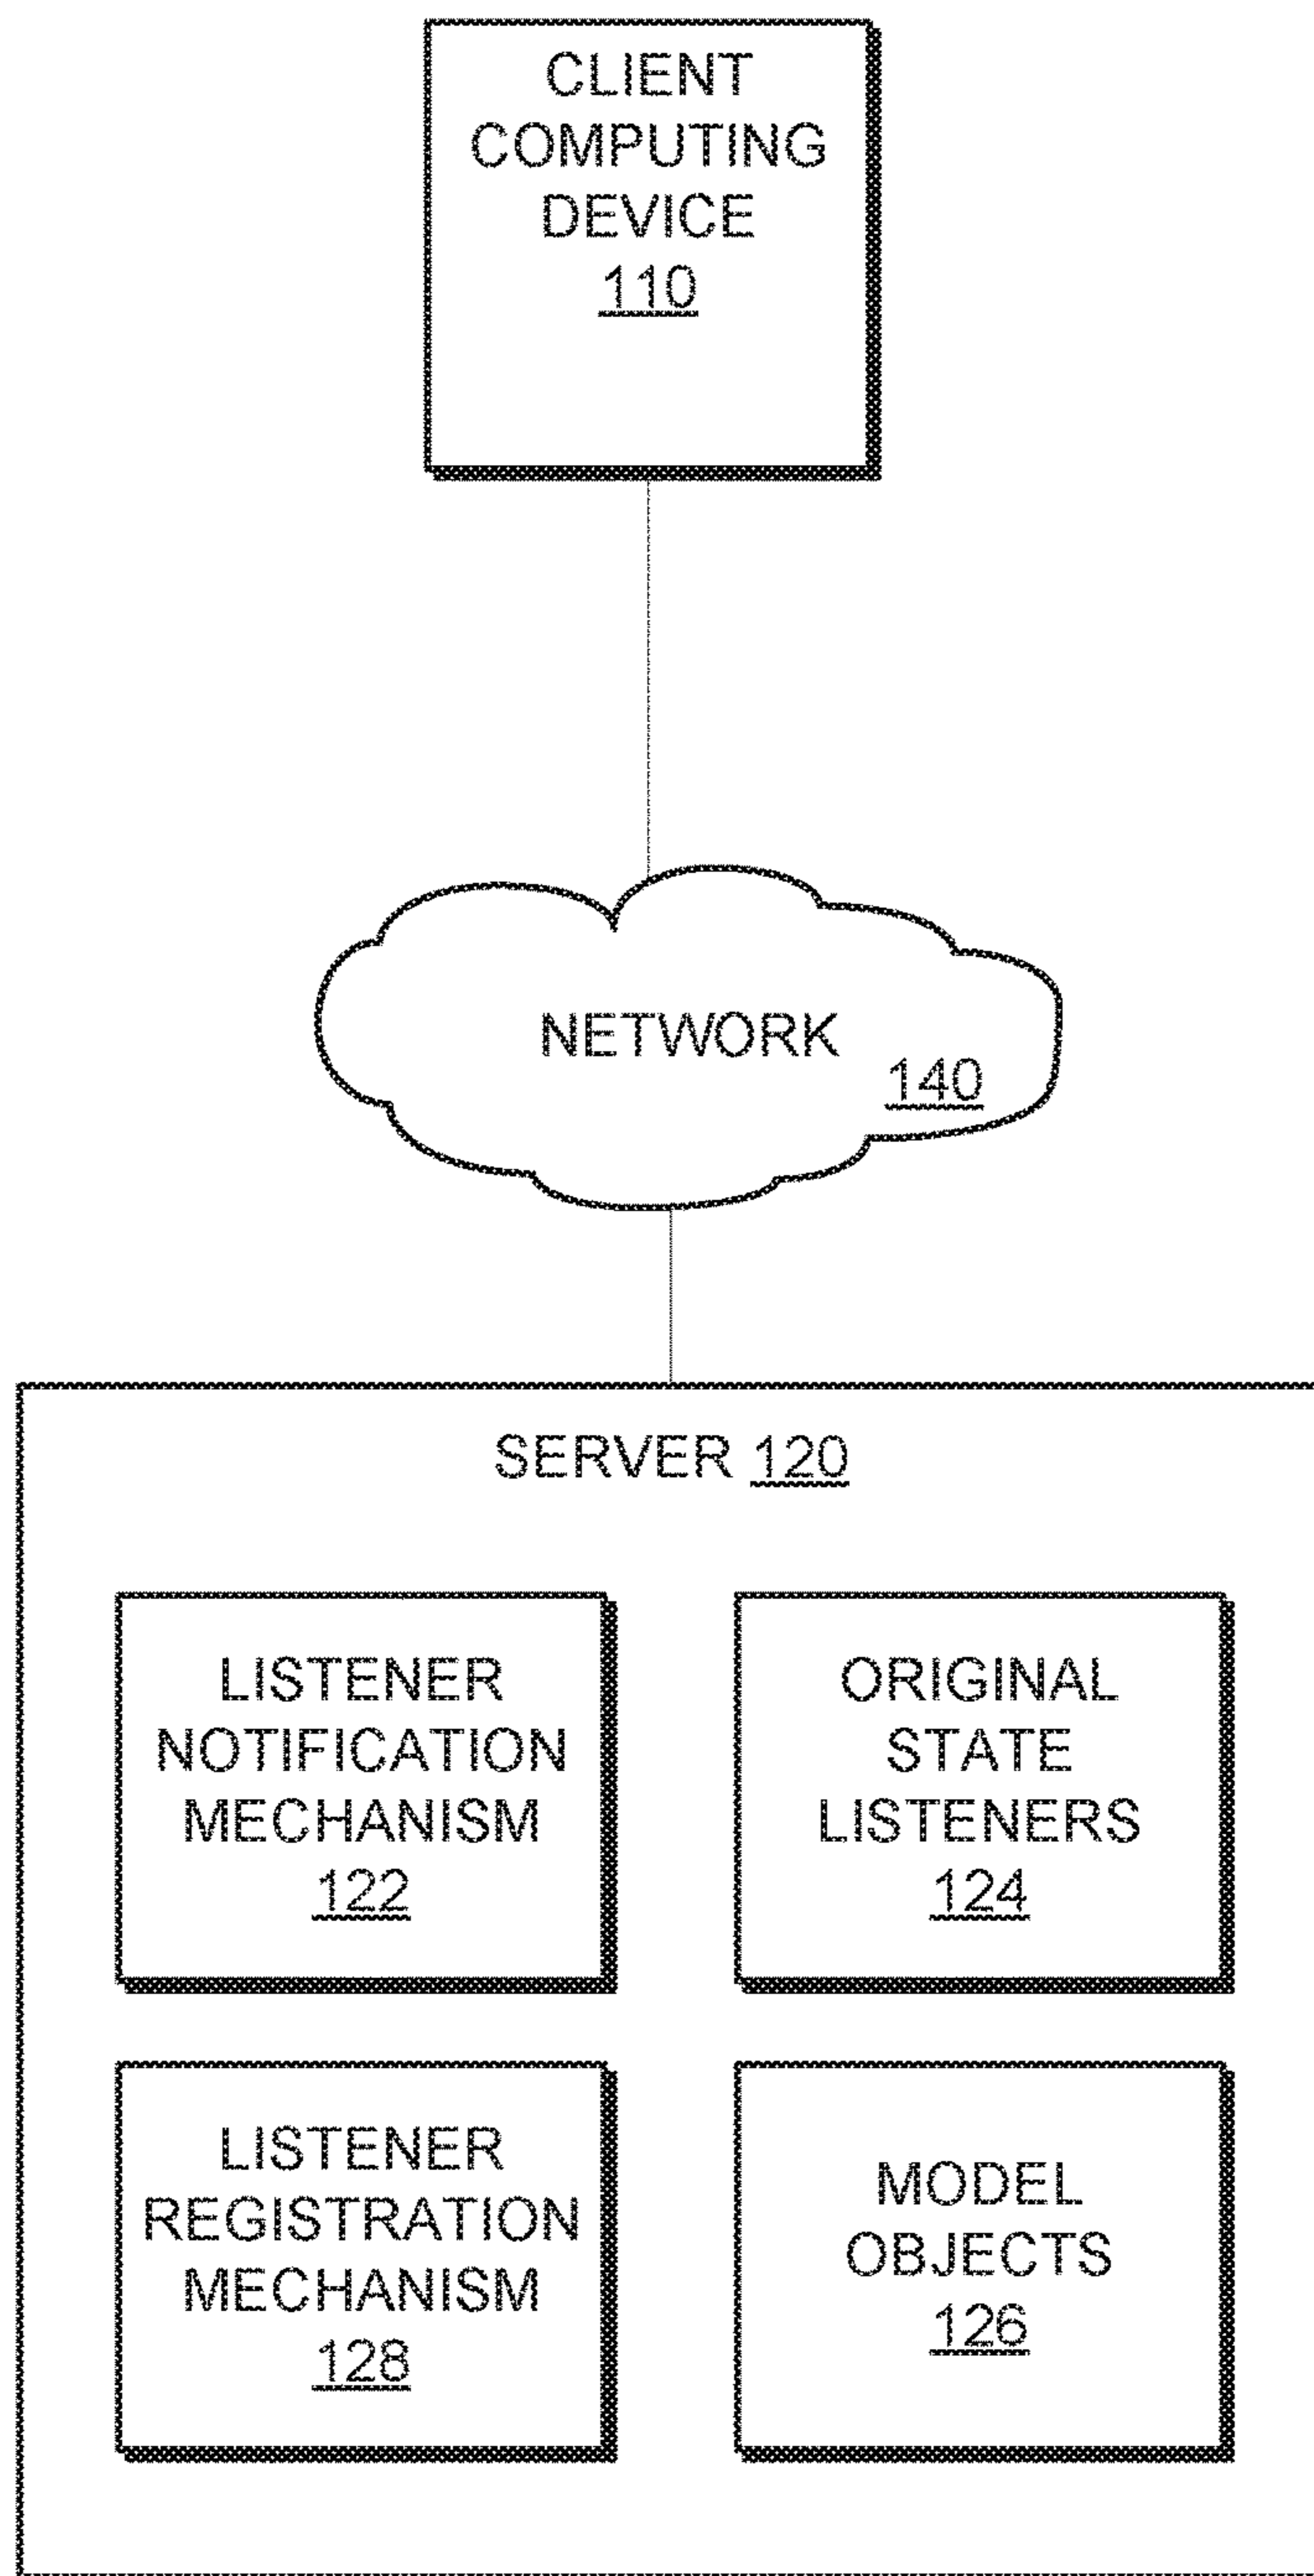 CLIENT
COMPUTING
DEVICE
110
NETWORK
140
SERVER 120
LISTENER
NOTIFICATION
MECHANISM
122
ORIGINAL
STATE
LISTENERS
124
LISTENER
REGISTRATION
MECHANISM
128
MODEL
OBJECTS
126